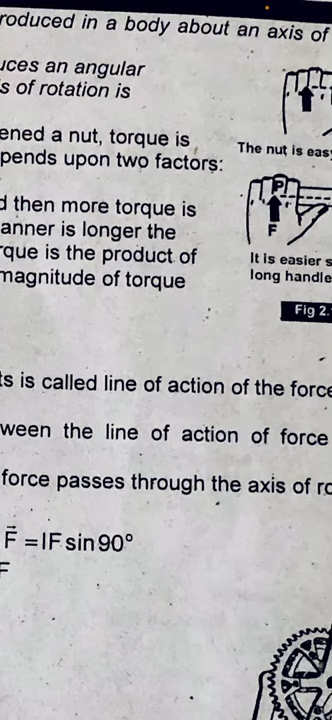 roduced in a body about an axis of
uces an angular
s of rotation is
ened a nut, torque is
pends upon two factors:
The nut is eas
d then more torque is
anner is longer the
rque is the product of
magnitude of torque
P
F
It is easier s
long handle
Fig 2.
ts is called line of action of the force
ween the line of action of force
force passes through the axis of ro
F⃗ = lF sin 90°
F